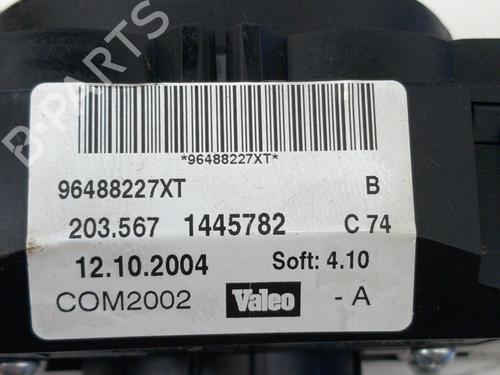 B-PARTS
*96488227XT*
96488227XT B
203.567 1445782 C 74
12.10.2004 Soft: 4.10
COM2002 Valeo - A